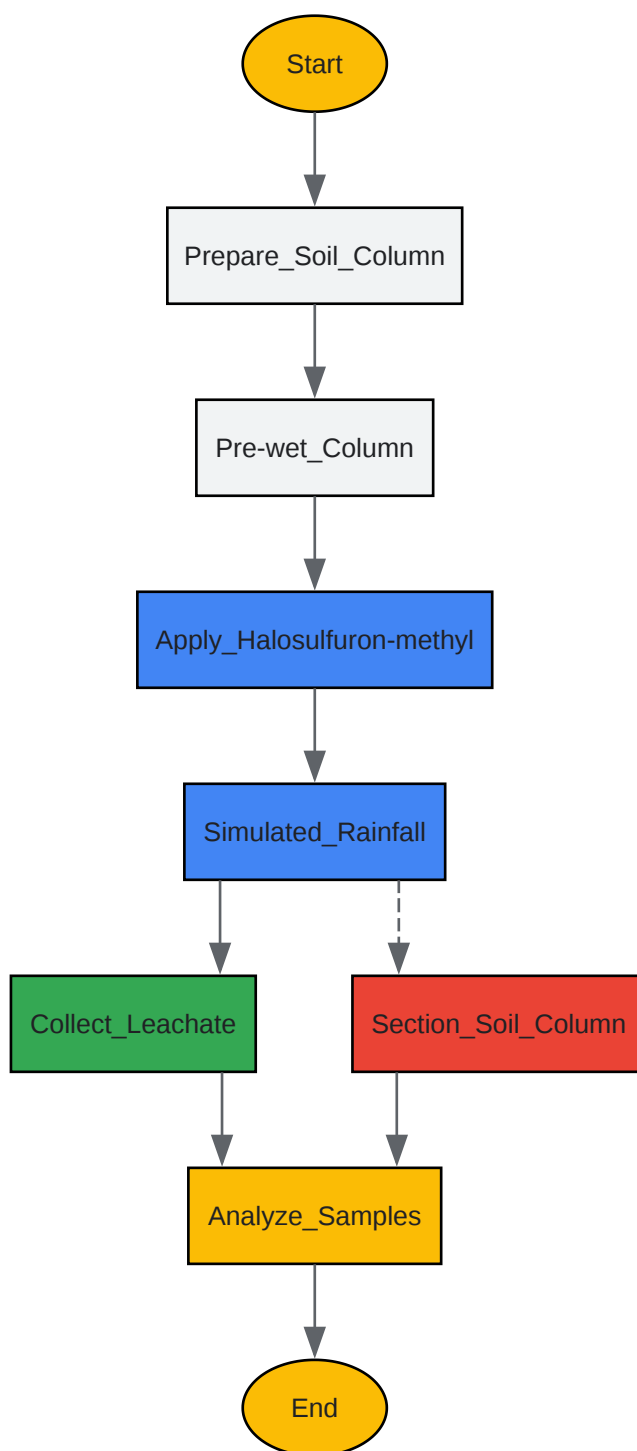 Start
Prepare_Soil_Column
Pre-wet_Column
Apply_Halosulfuron-methyl
Simulated_Rainfall
Collect_Leachate
Section_Soil_Column
Analyze_Samples
End